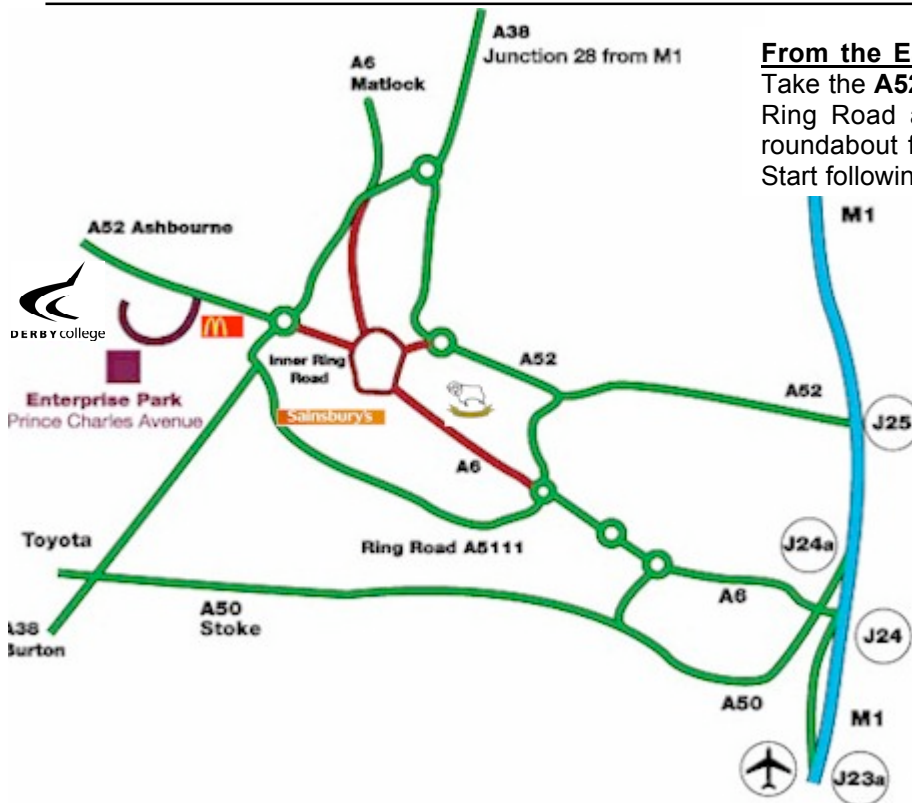 A38
Junction 28 from M1
A6
Matlock
From the E
Take the A52
Ring Road a
roundabout f
Start followin
M1
A52 Ashbourne
DERBY college
Enterprise Park
Prince Charles Avenue
Inner Ring
Road
Sainsbury's
A52
A52
J25
A6
Toyota
Ring Road A5111
J24a
A50
Stoke
A6
A38
Burton
J24
A50
M1
J23a